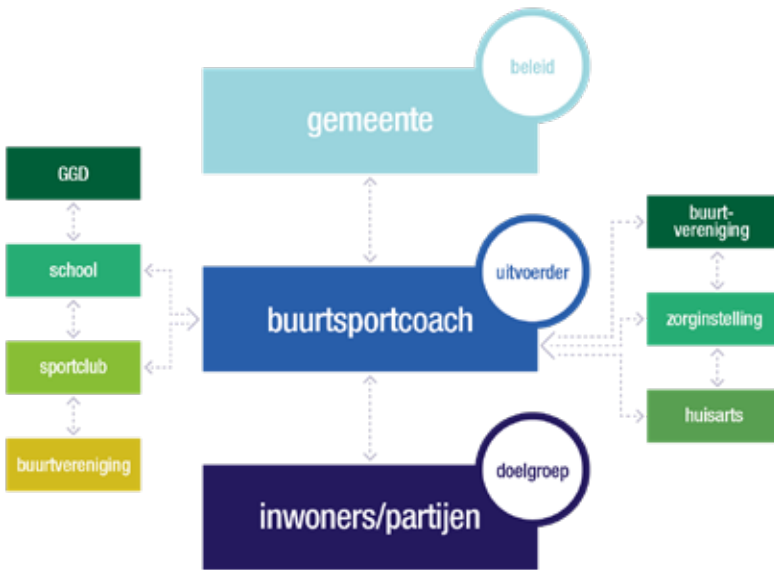 beleid
gemeente
GGD
school
sportclub
buurtvereniging
uitvoerder
buurtsportcoach
buurt-
vereniging
zorginstelling
huisarts
doelgroep
inwoners/partijen